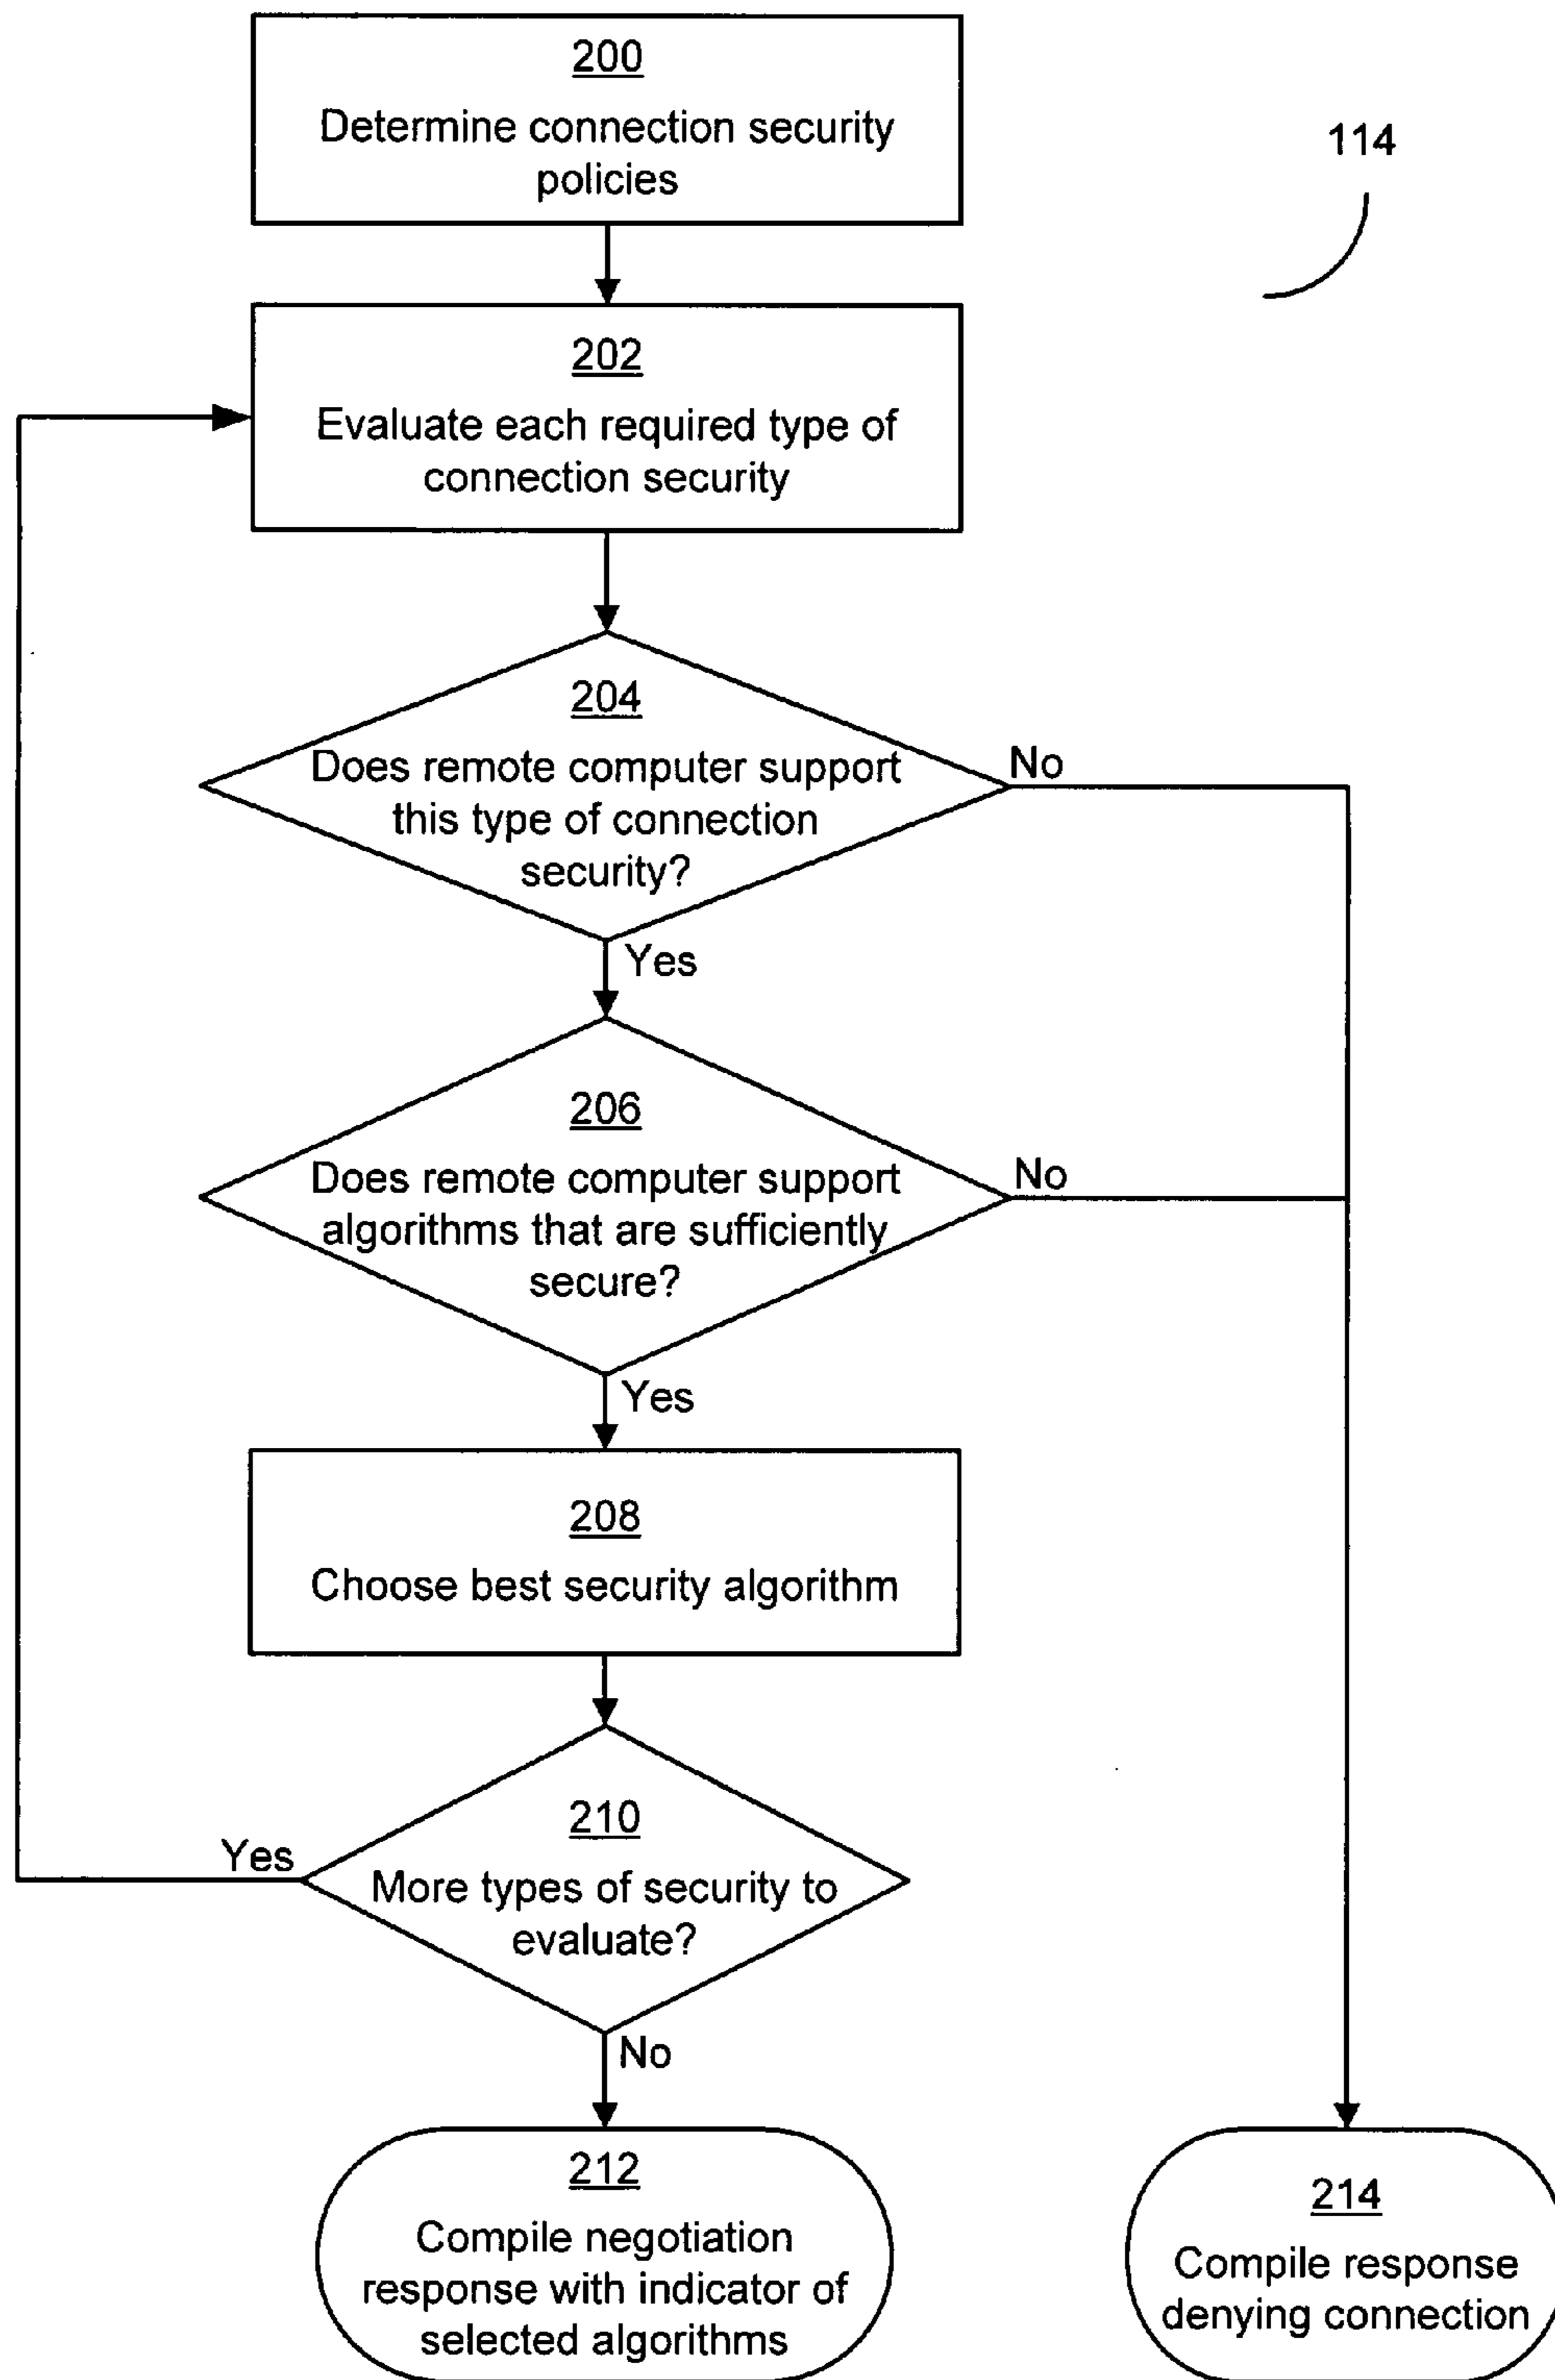 200
Determine connection security
policies
114
202
Evaluate each required type of
connection security
204
Does remote computer support
this type of connection
security?
No
Yes
206
Does remote computer support
algorithms that are sufficiently
secure?
No
Yes
208
Choose best security algorithm
210
More types of security to
evaluate?
Yes
No
212
Compile negotiation
response with indicator of
selected algorithms
214
Compile response
denying connection